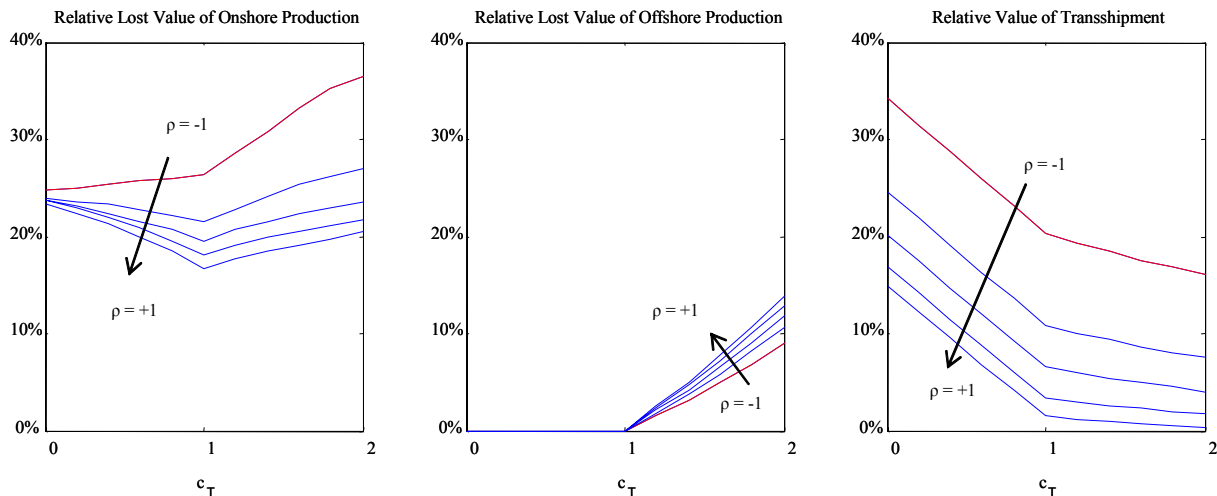 Relative Lost Value of Onshore Production
40%
30%
20%
10%
0%
ρ = -1
ρ = +1
0
1
2
c_T
Relative Lost Value of Offshore Production
40%
30%
20%
10%
0%
ρ = +1
ρ = -1
0
1
2
c_T
Relative Value of Transshipment
40%
30%
20%
10%
0%
ρ = -1
ρ = +1
0
1
2
c_T